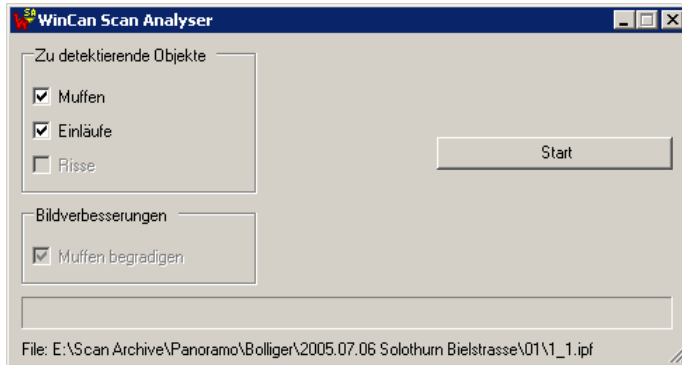 WinCan Scan Analyser
Zu detektierende Objekte
Muffen
Einläufe
Risse
Start
Bildverbesserungen
Muffen begradigen
File: E:\Scan Archive\Panoramo\Bolliger\2005.07.06 Solothurn Bielstrasse\01\1_1.ipf